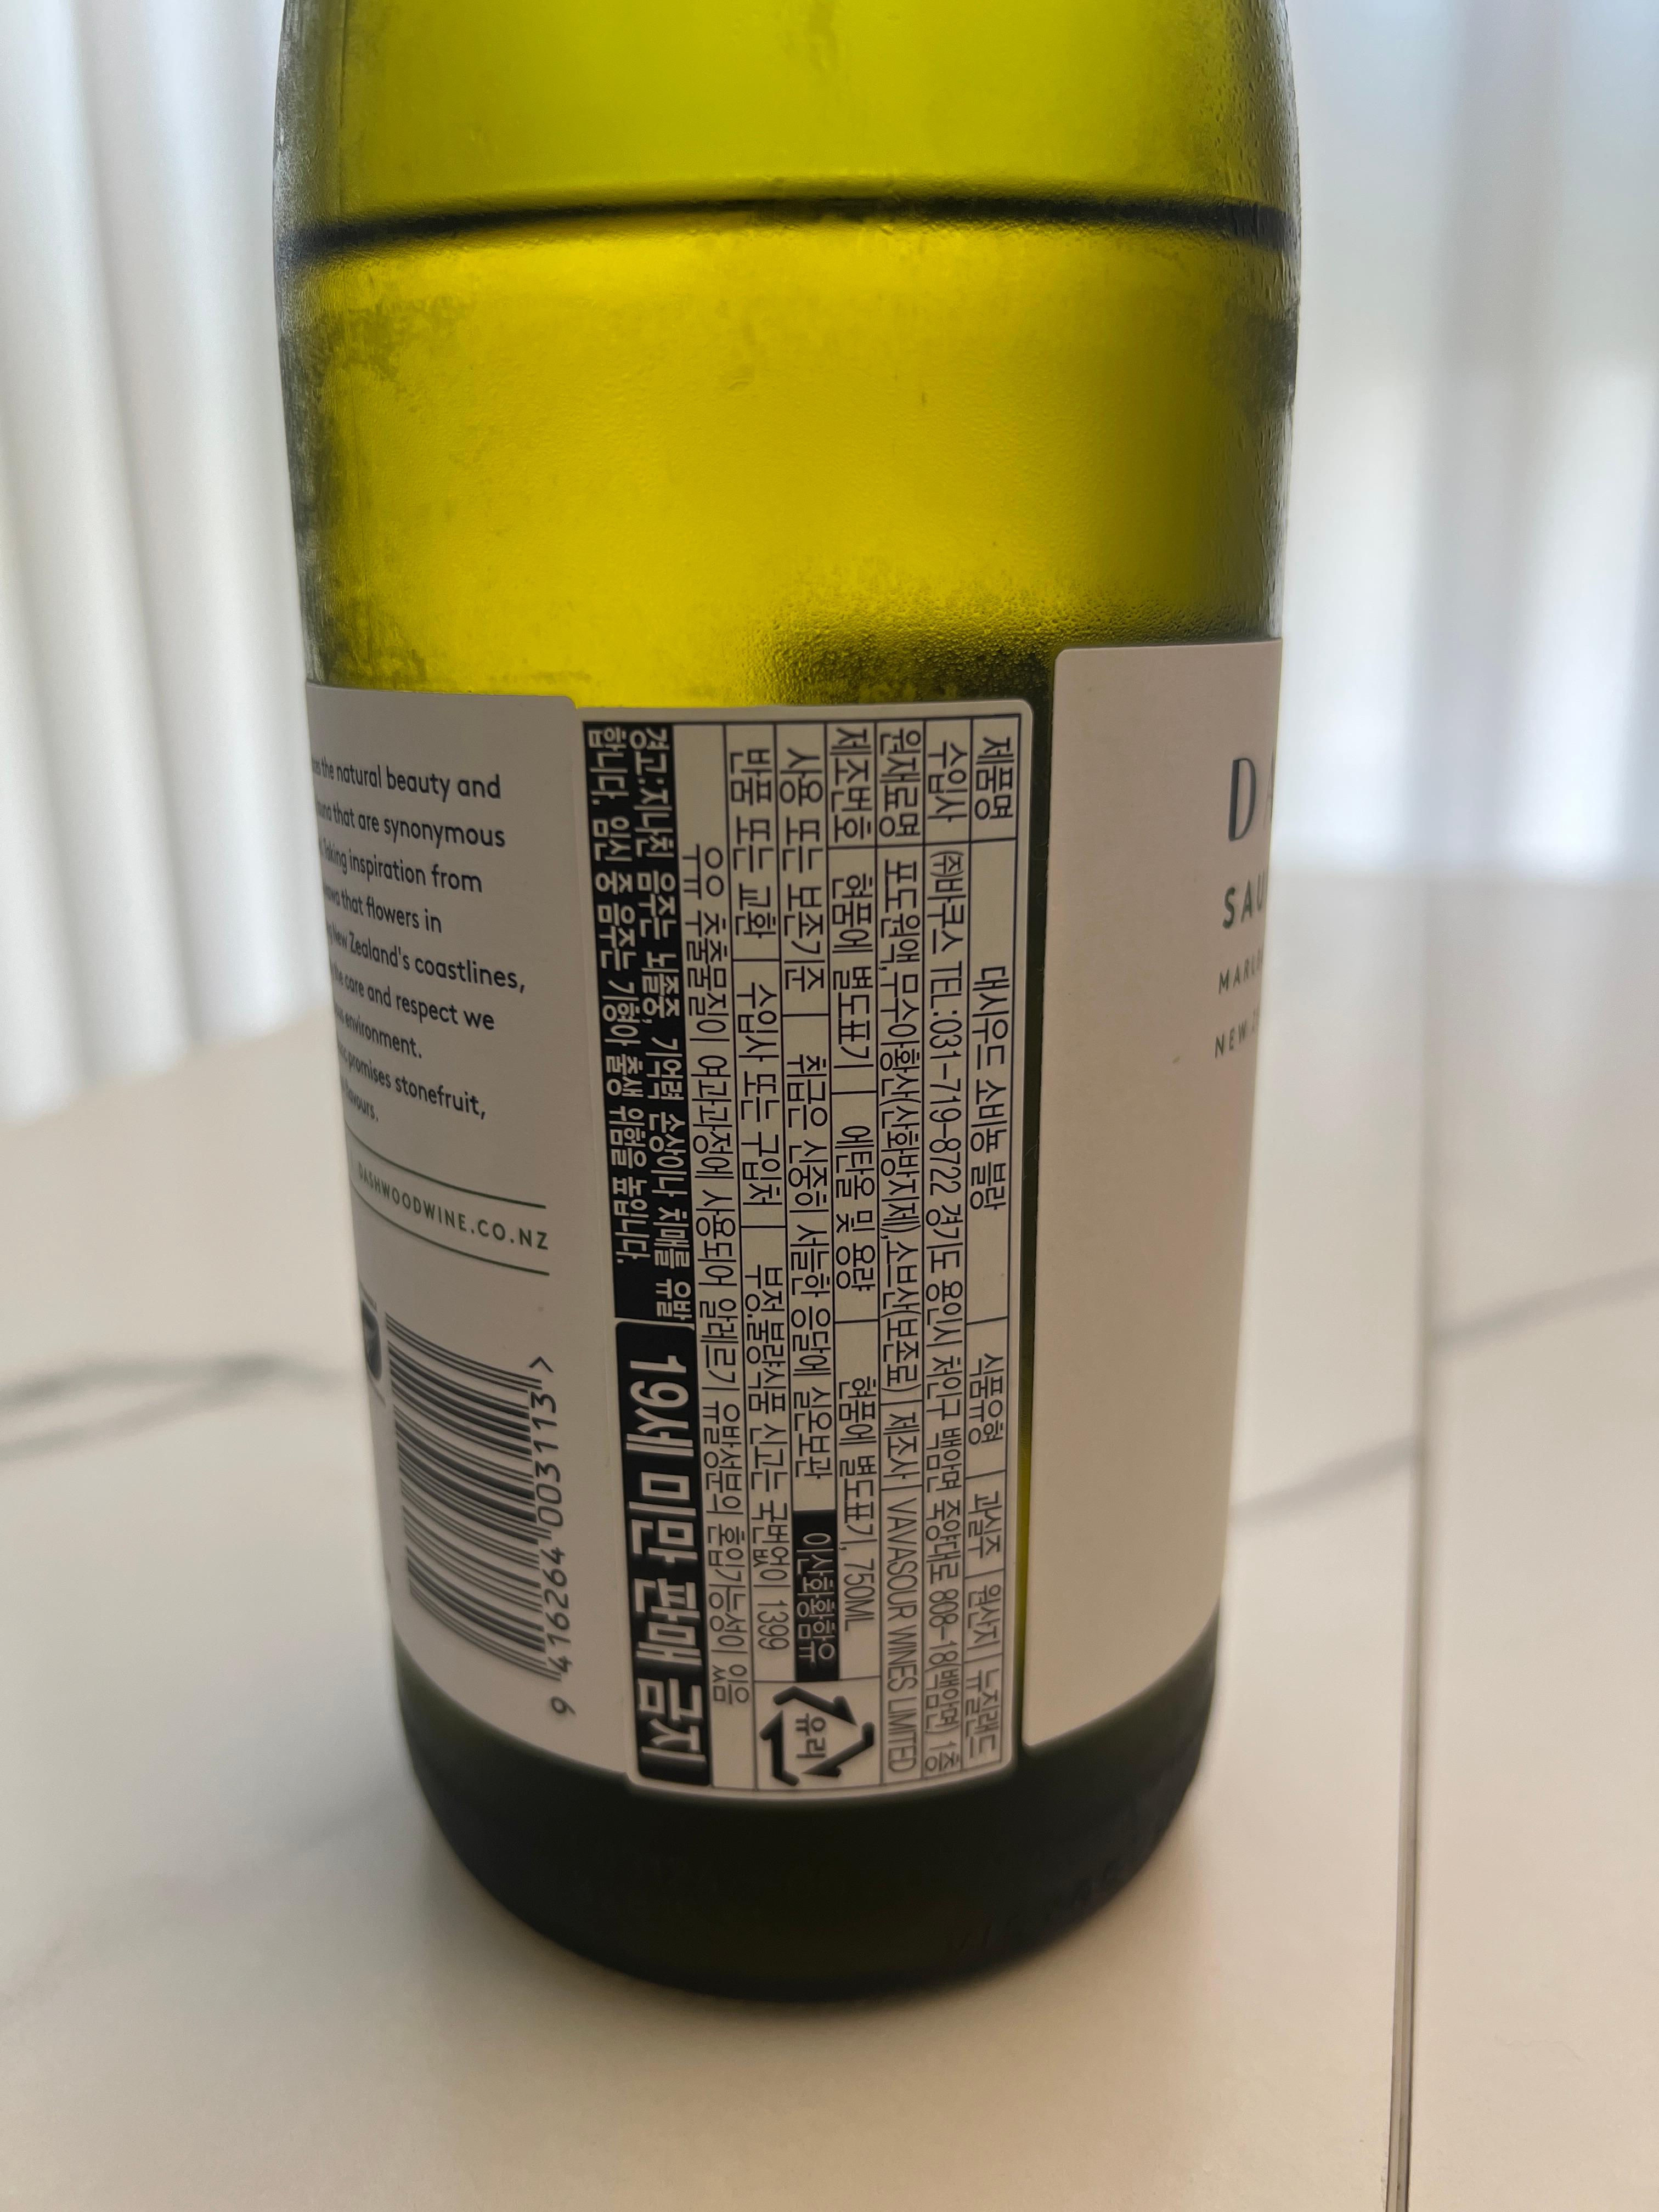 the natural beauty and
that are synonymous
Taking inspiration from
that flowers in
New Zealand's coastlines,
care and respect we
environment.
promises stonefruit,
flavours.
DASHWOODWINE.CO.NZ
9 416264 003113 >
제품명 대시우드 소비뇽 블랑 식품유형 과실주 원산지 뉴질랜드
수입사 ㈜바쿠스 TEL:031-719-8722 경기도 용인시 처인구 백암면 죽양대로 808-18(백암면) 1층
원재료명 포도원액,무수아황산(산화방지제),소브산(보존료) 제조사 VAVASOUR WINES LIMITED
제조번호 현품에 별도표기 에탄올 및 용량 현품에 별도표기, 750ML
사용 또는 보존기준 직사광선을 피해 서늘한 응달에 실온보관 이산화황함유
반품 또는 교환 수입사 또는 구입처 부정.불량식품 신고는 국번없이 1399
유리
우유 추출물질이 여과과정에 사용되어 알레르기 유발성분의 혼입가능성이 있음
경고:지나친 음주는 뇌졸중, 기억력 손상이나 치매를 유발
합니다. 임신 중 음주는 기형아 출생 위험을 높입니다.
19세 미만 판매 금지
D
SAU
MARL
NEW